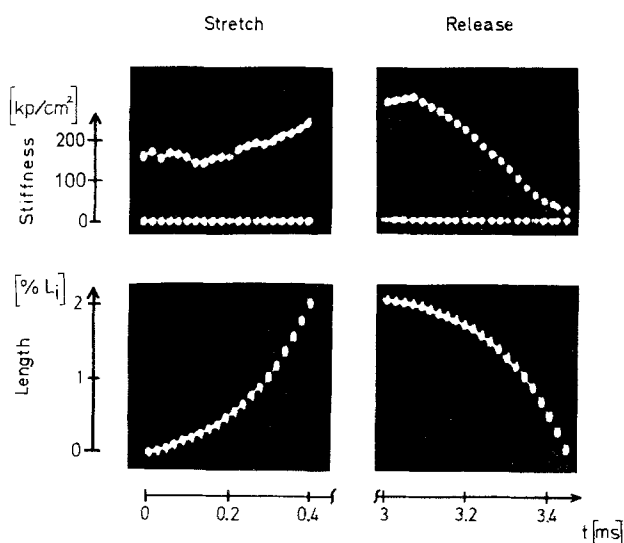 Stretch Release
[kp/cm²]
200
100
0
Stiffness
[% Lᵢ]
2
1
0
Length
0 0.2 0.4 3 3.2 3.4
t [ms]